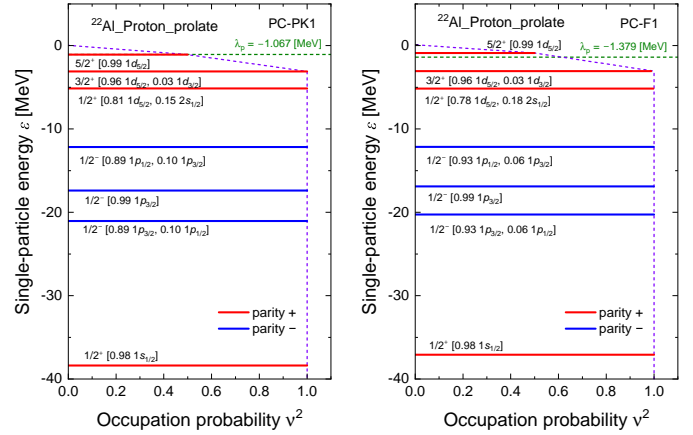 ²²Al_Proton_prolate PC-PK1
λₚ = −1.067 [MeV]
5/2⁺ [0.99 1d₅/₂]
3/2⁺ [0.96 1d₅/₂, 0.03 1d₃/₂]
1/2⁺ [0.81 1d₅/₂, 0.15 2s₁/₂]
1/2⁻ [0.89 1p₁/₂, 0.10 1p₃/₂]
1/2⁻ [0.99 1p₃/₂]
1/2⁻ [0.89 1p₃/₂, 0.10 1p₁/₂]
parity +
parity −
1/2⁺ [0.98 1s₁/₂]
0
-10
-20
-30
-40
Single-particle energy ε [MeV]
0.0 0.2 0.4 0.6 0.8 1.0
Occupation probability ν²
²²Al_Proton_prolate PC-F1
5/2⁺ [0.99 1d₅/₂]
λₚ = −1.379 [MeV]
3/2⁺ [0.96 1d₅/₂, 0.03 1d₃/₂]
1/2⁺ [0.78 1d₅/₂, 0.18 2s₁/₂]
1/2⁻ [0.93 1p₁/₂, 0.06 1p₃/₂]
1/2⁻ [0.99 1p₃/₂]
1/2⁻ [0.93 1p₃/₂, 0.06 1p₁/₂]
parity +
parity −
1/2⁺ [0.98 1s₁/₂]
0
-10
-20
-30
-40
Single-particle energy ε [MeV]
0.0 0.2 0.4 0.6 0.8 1.0
Occupation probability ν²